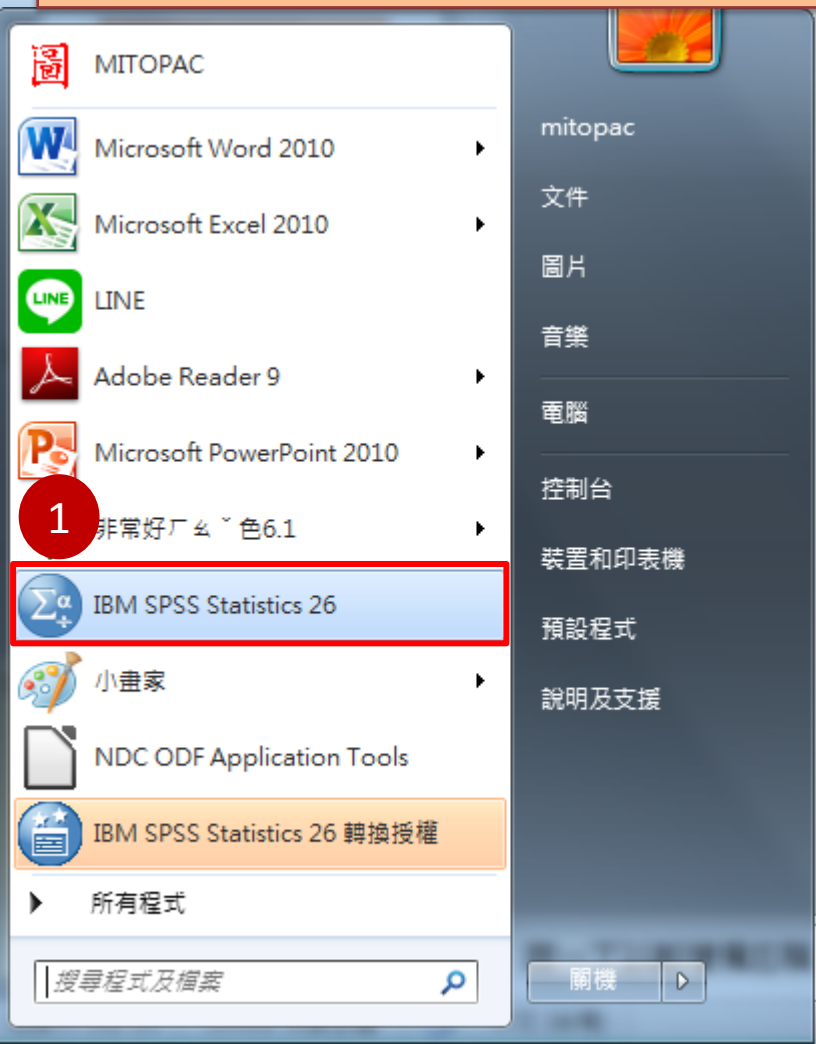 圖
MITOPAC
Microsoft Word 2010
Microsoft Excel 2010
LINE
LINE
Adobe Reader 9
Microsoft PowerPoint 2010
1
非常好ㄏㄠˇ色6.1
IBM SPSS Statistics 26
小畫家
NDC ODF Application Tools
IBM SPSS Statistics 26 轉換授權
所有程式
搜尋程式及檔案
mitopac
文件
圖片
音樂
電腦
控制台
裝置和印表機
預設程式
說明及支援
關機